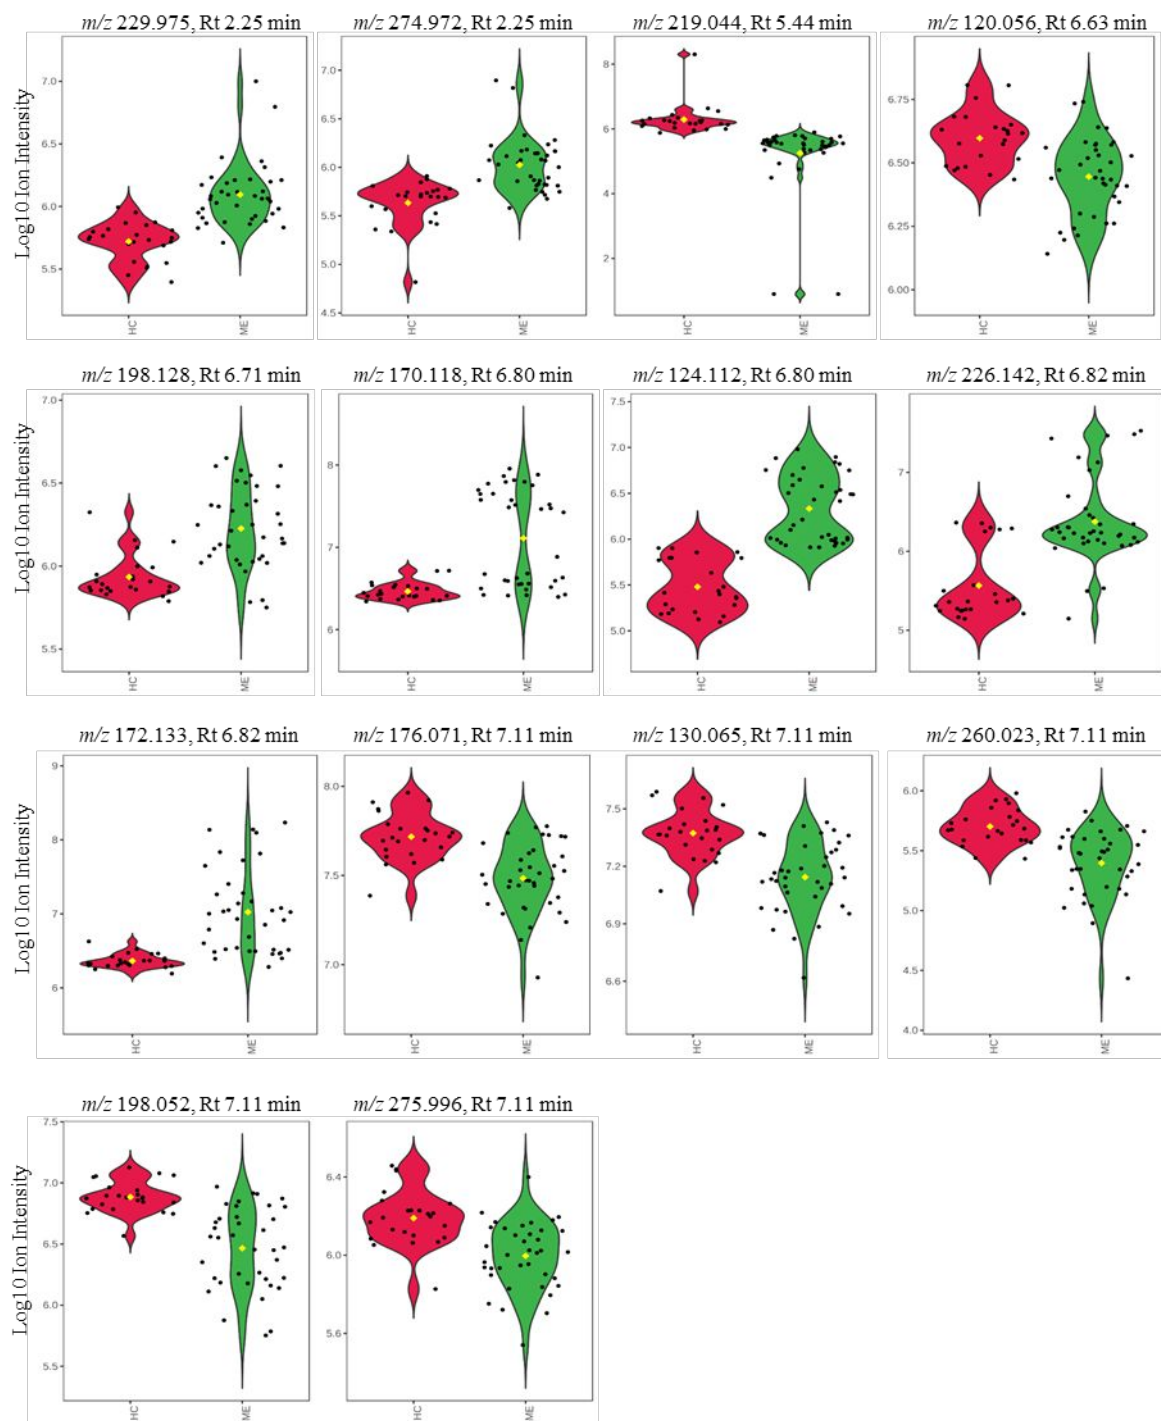 m/z 229.975, Rt 2.25 min
m/z 274.972, Rt 2.25 min
m/z 219.044, Rt 5.44 min
m/z 120.056, Rt 6.63 min
Log10 Ion Intensity
7.0
6.5
6.0
5.5
HC
ME
7.0
6.5
6.0
5.5
5.0
4.5
HC
ME
8
6
4
2
HC
ME
6.75
6.50
6.25
6.00
HC
ME
m/z 198.128, Rt 6.71 min
m/z 170.118, Rt 6.80 min
m/z 124.112, Rt 6.80 min
m/z 226.142, Rt 6.82 min
Log10 Ion Intensity
7.0
6.5
6.0
5.5
HC
ME
8
7
6
HC
ME
7.5
7.0
6.5
6.0
5.5
5.0
HC
ME
7
6
5
HC
ME
m/z 172.133, Rt 6.82 min
m/z 176.071, Rt 7.11 min
m/z 130.065, Rt 7.11 min
m/z 260.023, Rt 7.11 min
Log10 Ion Intensity
9
8
7
6
HC
ME
8.0
7.5
7.0
HC
ME
7.5
7.2
6.9
6.6
HC
ME
6.0
5.5
5.0
4.5
4.0
HC
ME
m/z 198.052, Rt 7.11 min
m/z 275.996, Rt 7.11 min
Log10 Ion Intensity
7.5
7.0
6.5
6.0
5.5
HC
ME
6.4
6.0
5.6
HC
ME